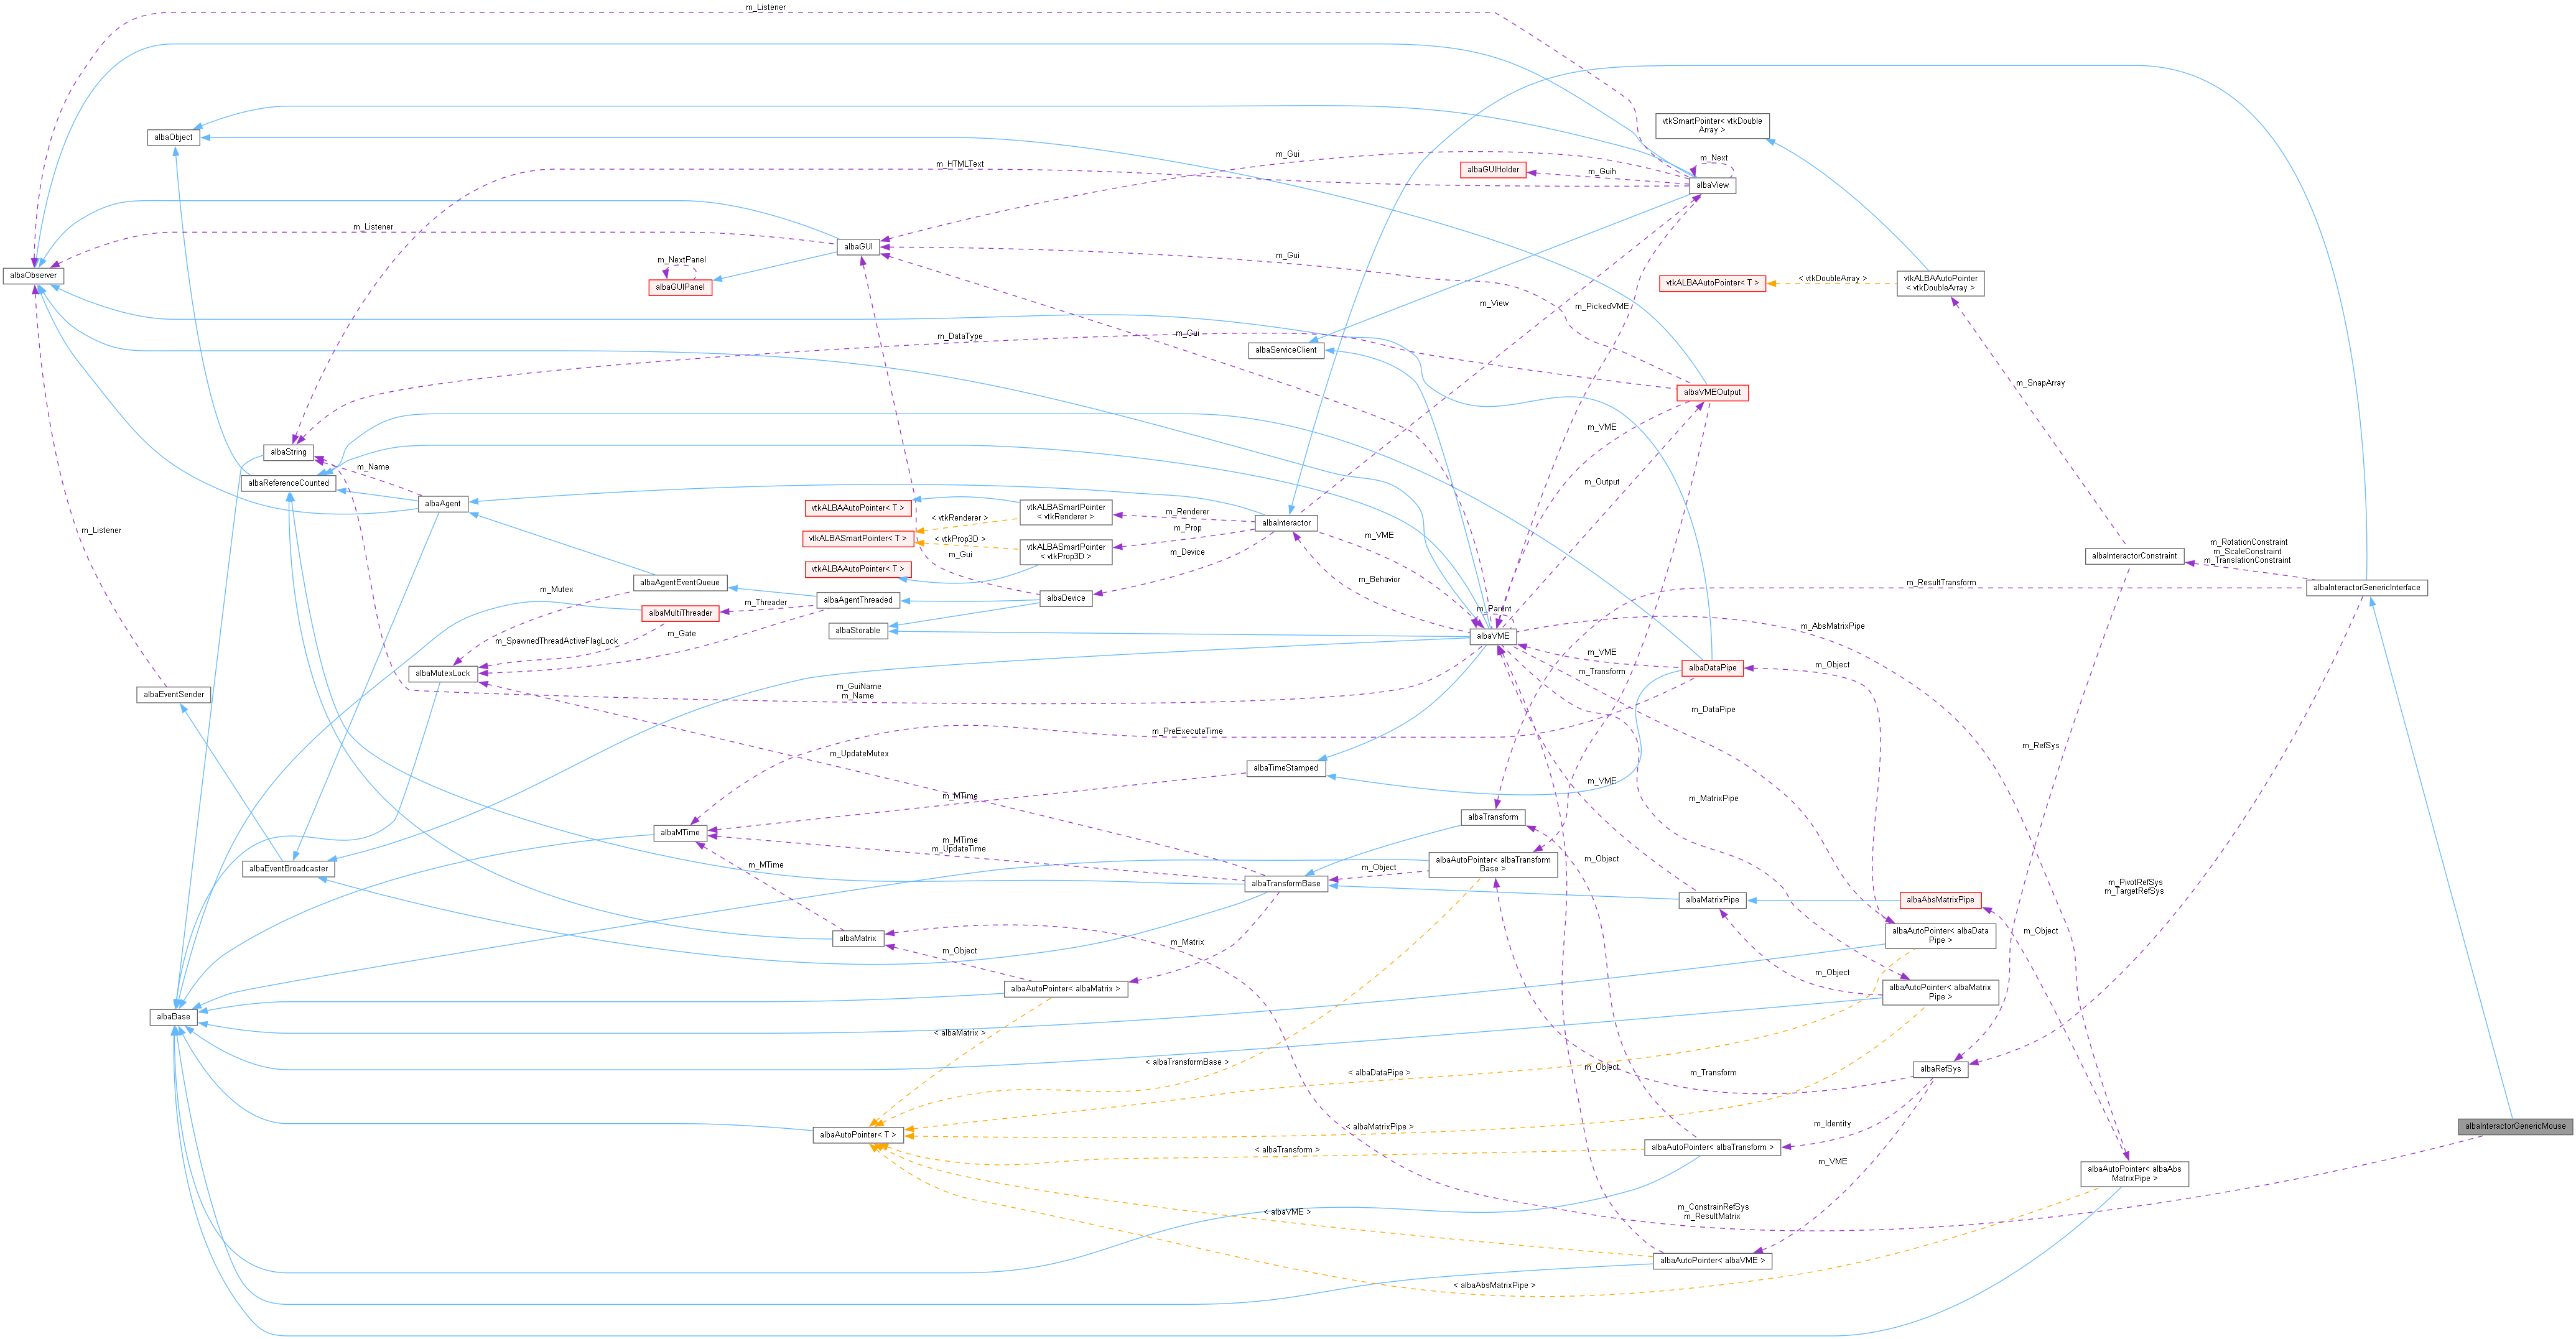 m_Listener
albaObject
vtkSmartPointer< vtkDouble
Array >
m_HTMLText
m_Gui
m_Next
albaGUIHolder
m_Guih
albaView
m_Listener
albaGUI
m_Gui
albaObserver
m_NextPanel
albaGUIPanel
vtkALBAAutoPointer< T >
< vtkDoubleArray >
vtkALBAAutoPointer
< vtkDoubleArray >
m_View
m_PickedVME
m_DataType
m_Gui
albaServiceClient
m_SnapArray
albaVMEOutput
m_VME
albaString
m_Name
albaReferenceCounted
m_Output
albaAgent
vtkALBAAutoPointer< T >
vtkALBASmartPointer
< vtkRenderer >
< vtkRenderer >
m_Renderer
albaInteractor
m_Listener
vtkALBASmartPointer< T >
< vtkProp3D >
m_Prop
m_VME
vtkALBASmartPointer
< vtkProp3D >
m_Gui
m_Device
albaInteractorConstraint
m_RotationConstraint
m_ScaleConstraint
m_TranslationConstraint
vtkALBAAutoPointer< T >
albaAgentEventQueue
m_Mutex
m_Behavior
m_ResultTransform
albaInteractorGenericInterface
albaMultiThreader
m_Threader
albaAgentThreaded
albaDevice
m_Parent
m_SpawnedThreadActiveFlagLock
m_Gate
albaStorable
albaVME
m_AbsMatrixPipe
m_VME
albaDataPipe
m_Object
albaMutexLock
m_Transform
albaEventSender
m_GuiName
m_Name
m_DataPipe
m_PreExecuteTime
m_UpdateMutex
m_RefSys
albaTimeStamped
m_VME
m_MTime
m_MatrixPipe
albaTransform
albaMTime
m_MTime
m_UpdateTime
m_MTime
m_Object
albaAutoPointer< albaTransform
Base >
albaEventBroadcaster
m_Object
albaTransformBase
m_PivotRefSys
m_TargetRefSys
albaMatrixPipe
albaAbsMatrixPipe
albaMatrix
m_Matrix
m_Object
albaAutoPointer< albaData
Pipe >
m_Object
m_Object
albaAutoPointer< albaMatrix >
albaAutoPointer< albaMatrix
Pipe >
albaBase
< albaMatrix >
< albaTransformBase >
m_Object
< albaDataPipe >
m_Transform
albaRefSys
albaAutoPointer< T >
< albaMatrixPipe >
m_Identity
albaInteractorGenericMouse
< albaTransform >
albaAutoPointer< albaTransform >
m_VME
albaAutoPointer< albaAbs
MatrixPipe >
< albaVME >
m_ConstrainRefSys
m_ResultMatrix
albaAutoPointer< albaVME >
< albaAbsMatrixPipe >